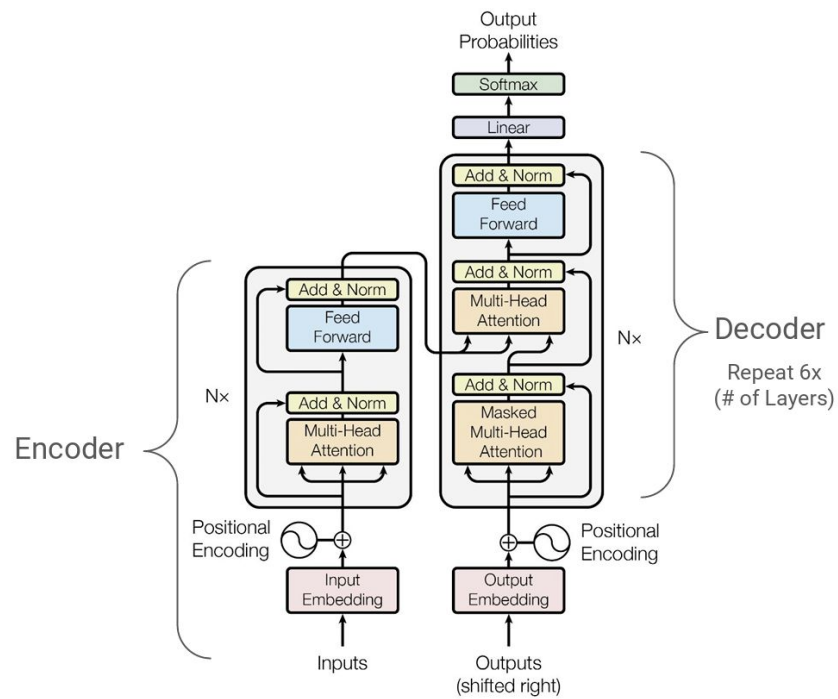 Output
Probabilities
Softmax
Linear
Add & Norm
Feed
Forward
Add & Norm
Multi-Head
Attention
Add & Norm
Masked
Multi-Head
Attention
N×
Decoder
Repeat 6x
(# of Layers)
Add & Norm
Feed
Forward
Add & Norm
Multi-Head
Attention
N×
Encoder
Positional
Encoding
Positional
Encoding
Input
Embedding
Output
Embedding
Inputs
Outputs
(shifted right)